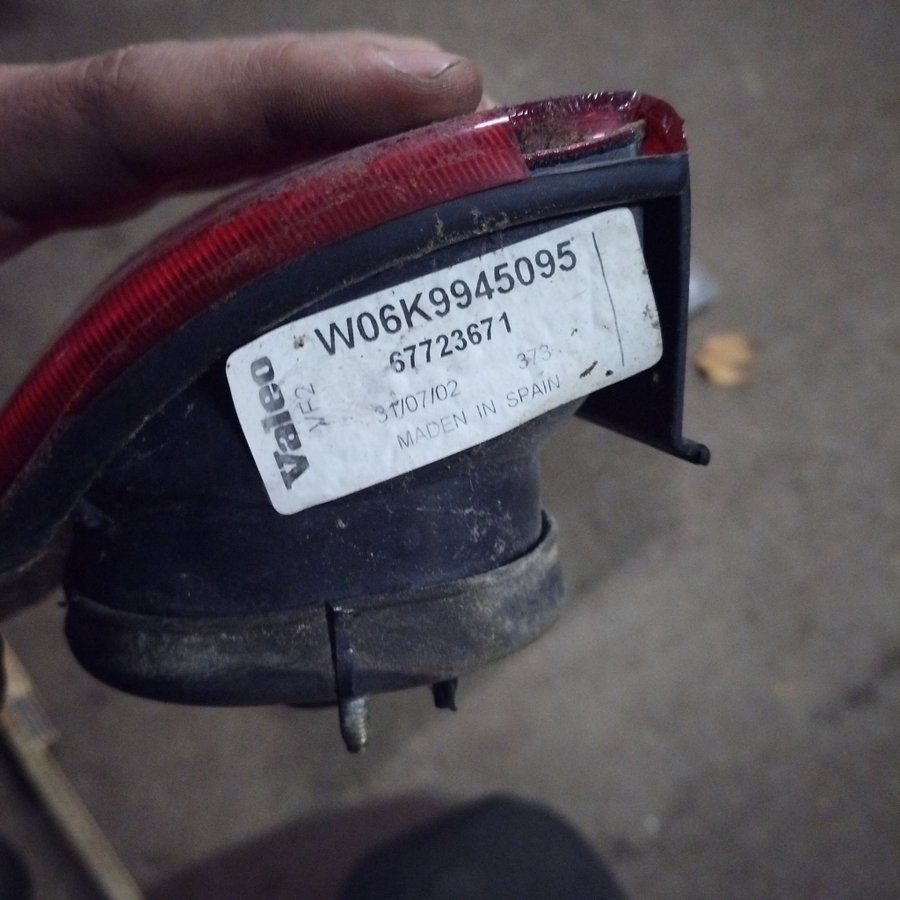 W06K9945095
67723671
31/07/02 373
MADEN IN SPAIN
Valeo
VF2